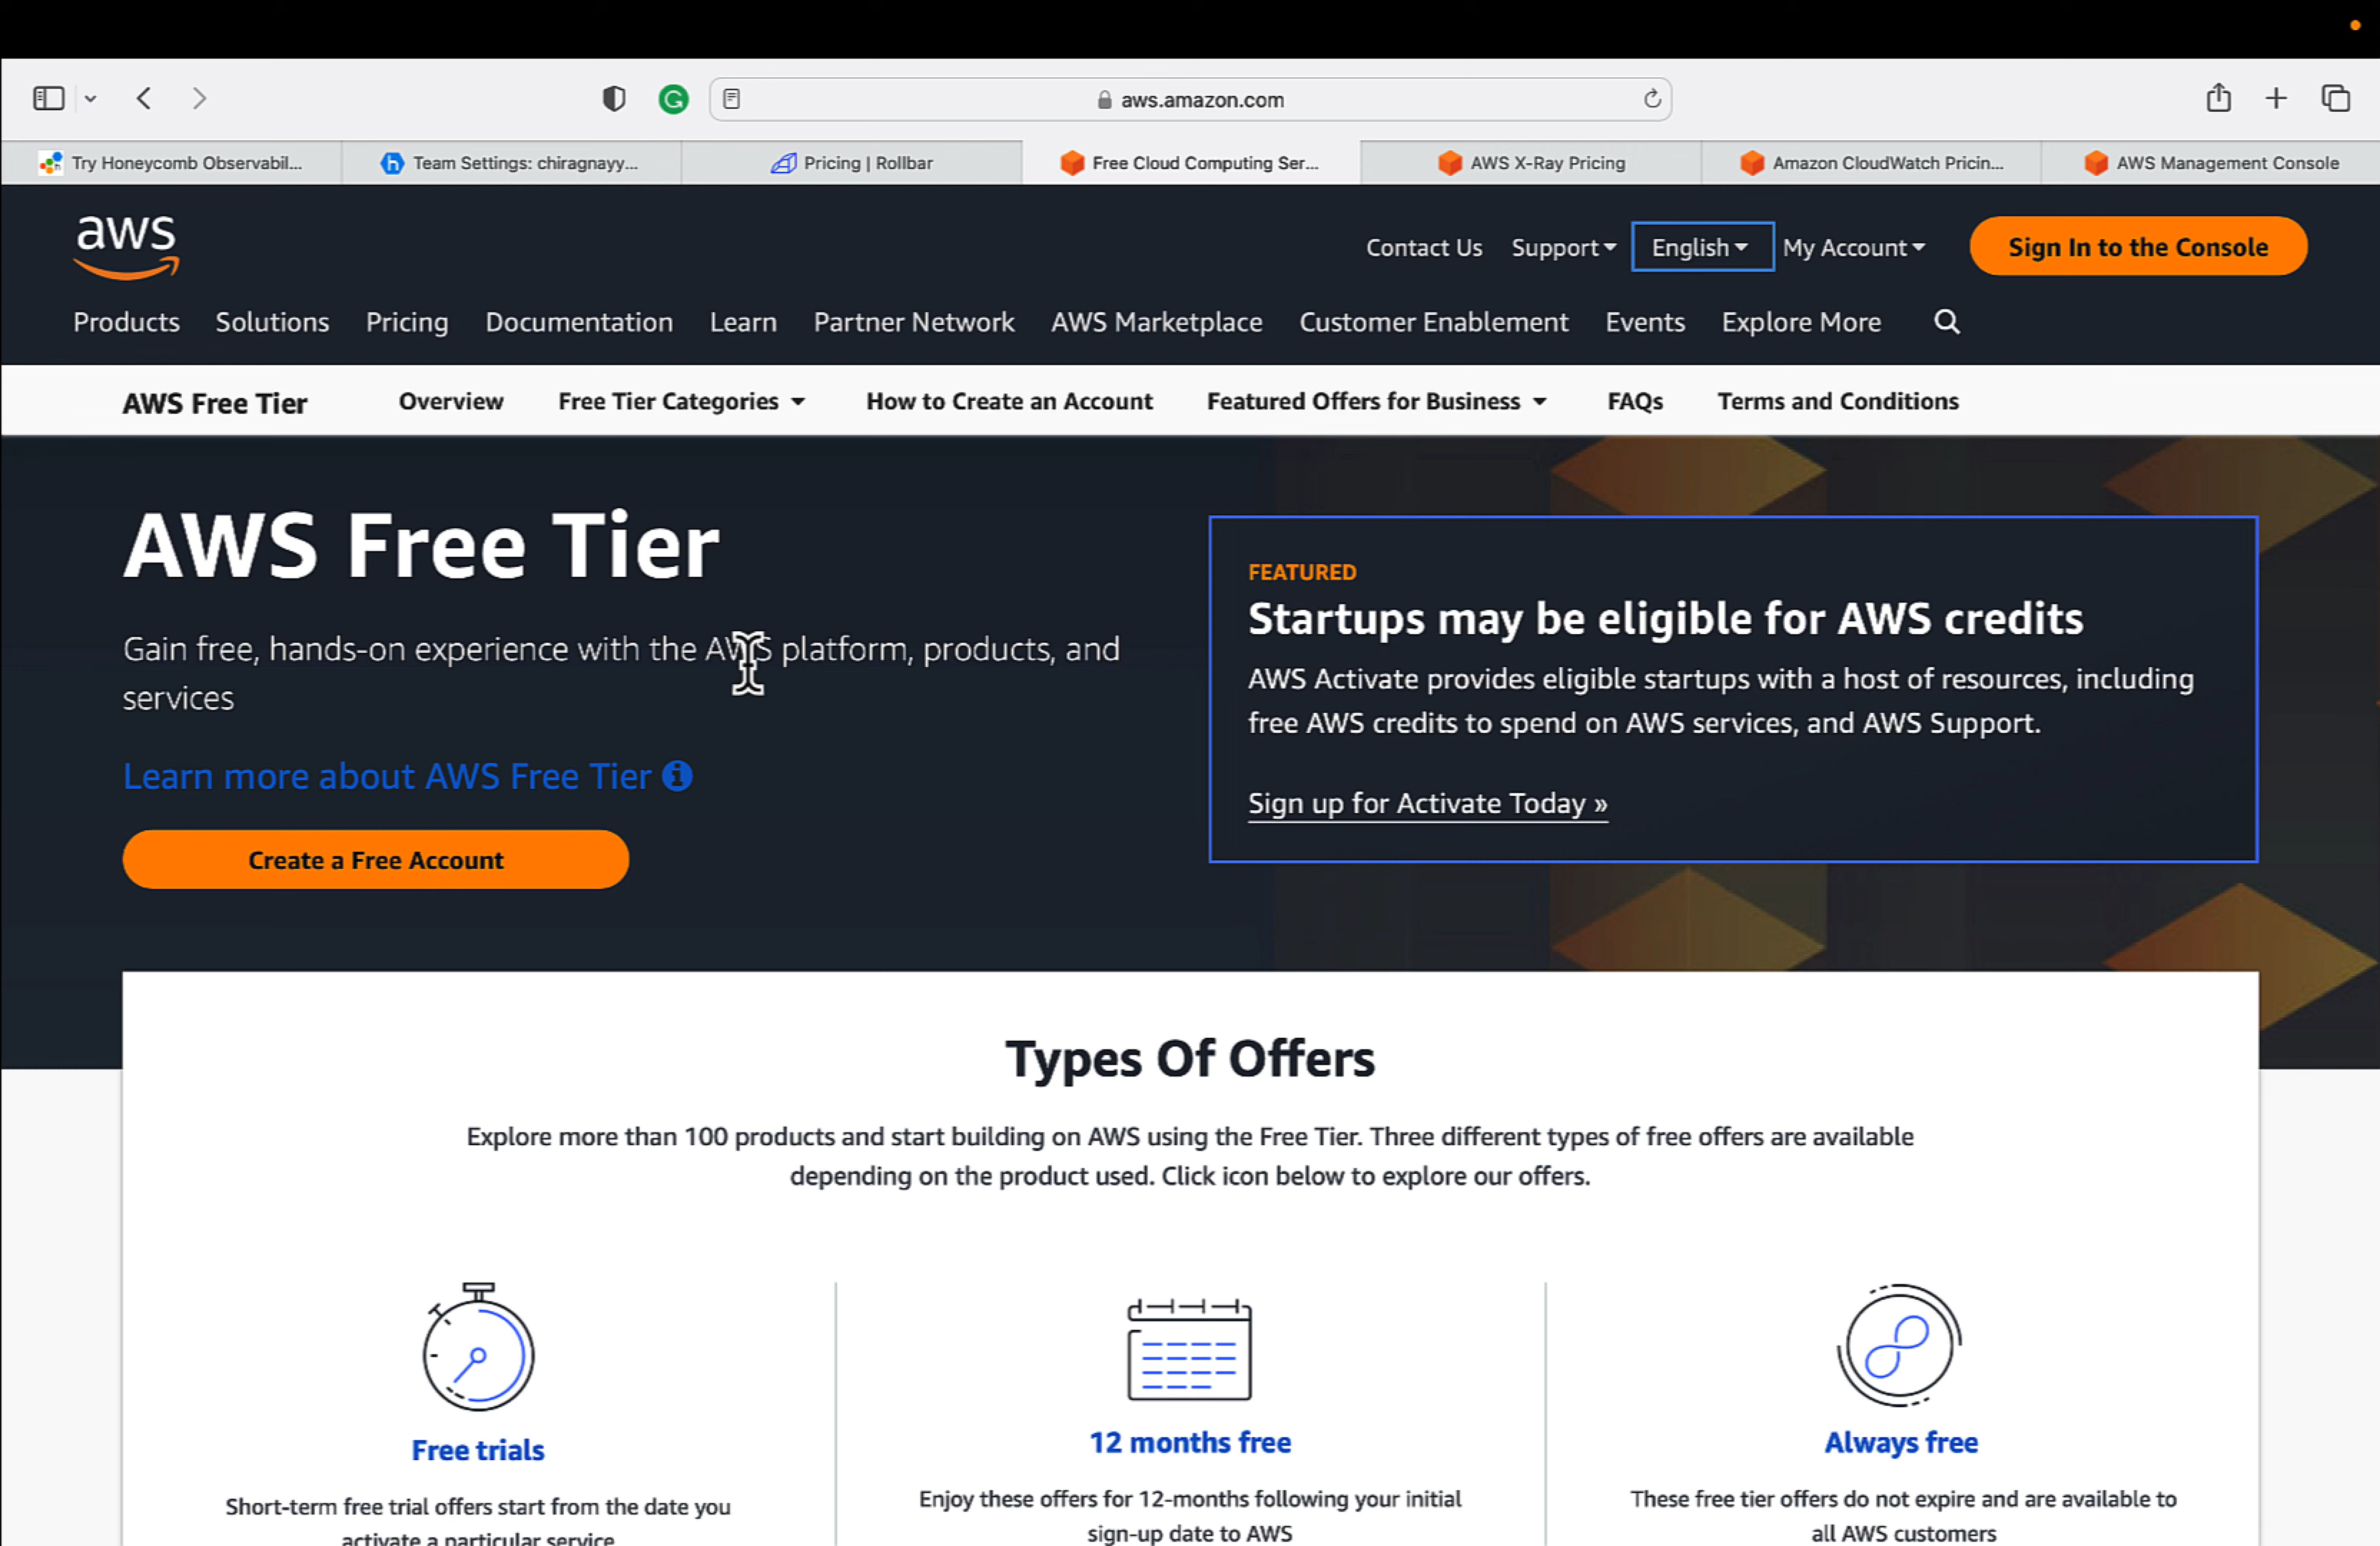 aws.amazon.com
Try Honeycomb Observabil...
Team Settings: chiragnayy...
Pricing | Rollbar
Free Cloud Computing Ser...
AWS X-Ray Pricing
Amazon CloudWatch Pricin...
AWS Management Console
aws
Contact Us
Support
English
My Account
Sign In to the Console
Products
Solutions
Pricing
Documentation
Learn
Partner Network
AWS Marketplace
Customer Enablement
Events
Explore More
AWS Free Tier
Overview
Free Tier Categories
How to Create an Account
Featured Offers for Business
FAQs
Terms and Conditions
AWS Free Tier
Gain free, hands-on experience with the AWS platform, products, and
services
Learn more about AWS Free Tier
Create a Free Account
FEATURED
Startups may be eligible for AWS credits
AWS Activate provides eligible startups with a host of resources, including
free AWS credits to spend on AWS services, and AWS Support.
Sign up for Activate Today »
Types Of Offers
Explore more than 100 products and start building on AWS using the Free Tier. Three different types of free offers are available
depending on the product used. Click icon below to explore our offers.
Free trials
Short-term free trial offers start from the date you
activate a particular service
12 months free
Enjoy these offers for 12-months following your initial
sign-up date to AWS
Always free
These free tier offers do not expire and are available to
all AWS customers